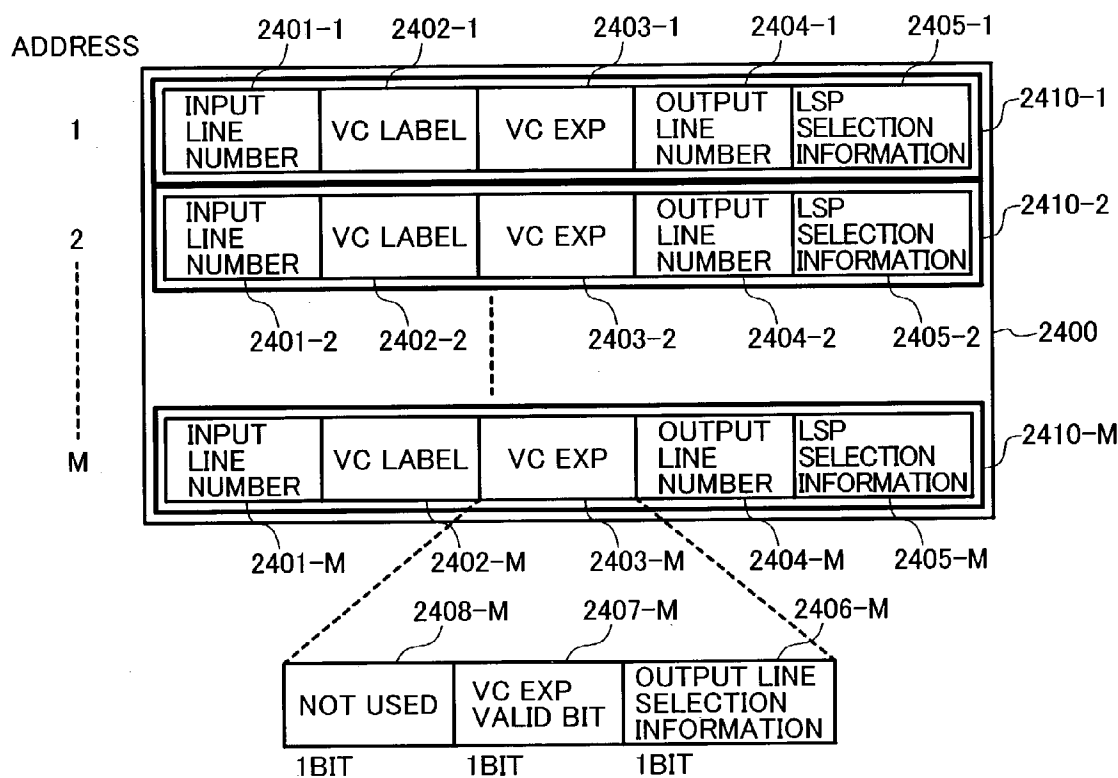 2401-1 2402-1 2403-1 2404-1 2405-1
ADDRESS
1
INPUT LINE NUMBER
VC LABEL
VC EXP
OUTPUT LINE NUMBER
LSP SELECTION INFORMATION
2410-1
2
INPUT LINE NUMBER
VC LABEL
VC EXP
OUTPUT LINE NUMBER
LSP SELECTION INFORMATION
2410-2
2401-2 2402-2 2403-2 2404-2 2405-2
2400
M
INPUT LINE NUMBER
VC LABEL
VC EXP
OUTPUT LINE NUMBER
LSP SELECTION INFORMATION
2410-M
2401-M 2402-M 2403-M 2404-M 2405-M
2408-M 2407-M 2406-M
NOT USED
VC EXP VALID BIT
OUTPUT LINE SELECTION INFORMATION
1BIT 1BIT 1BIT